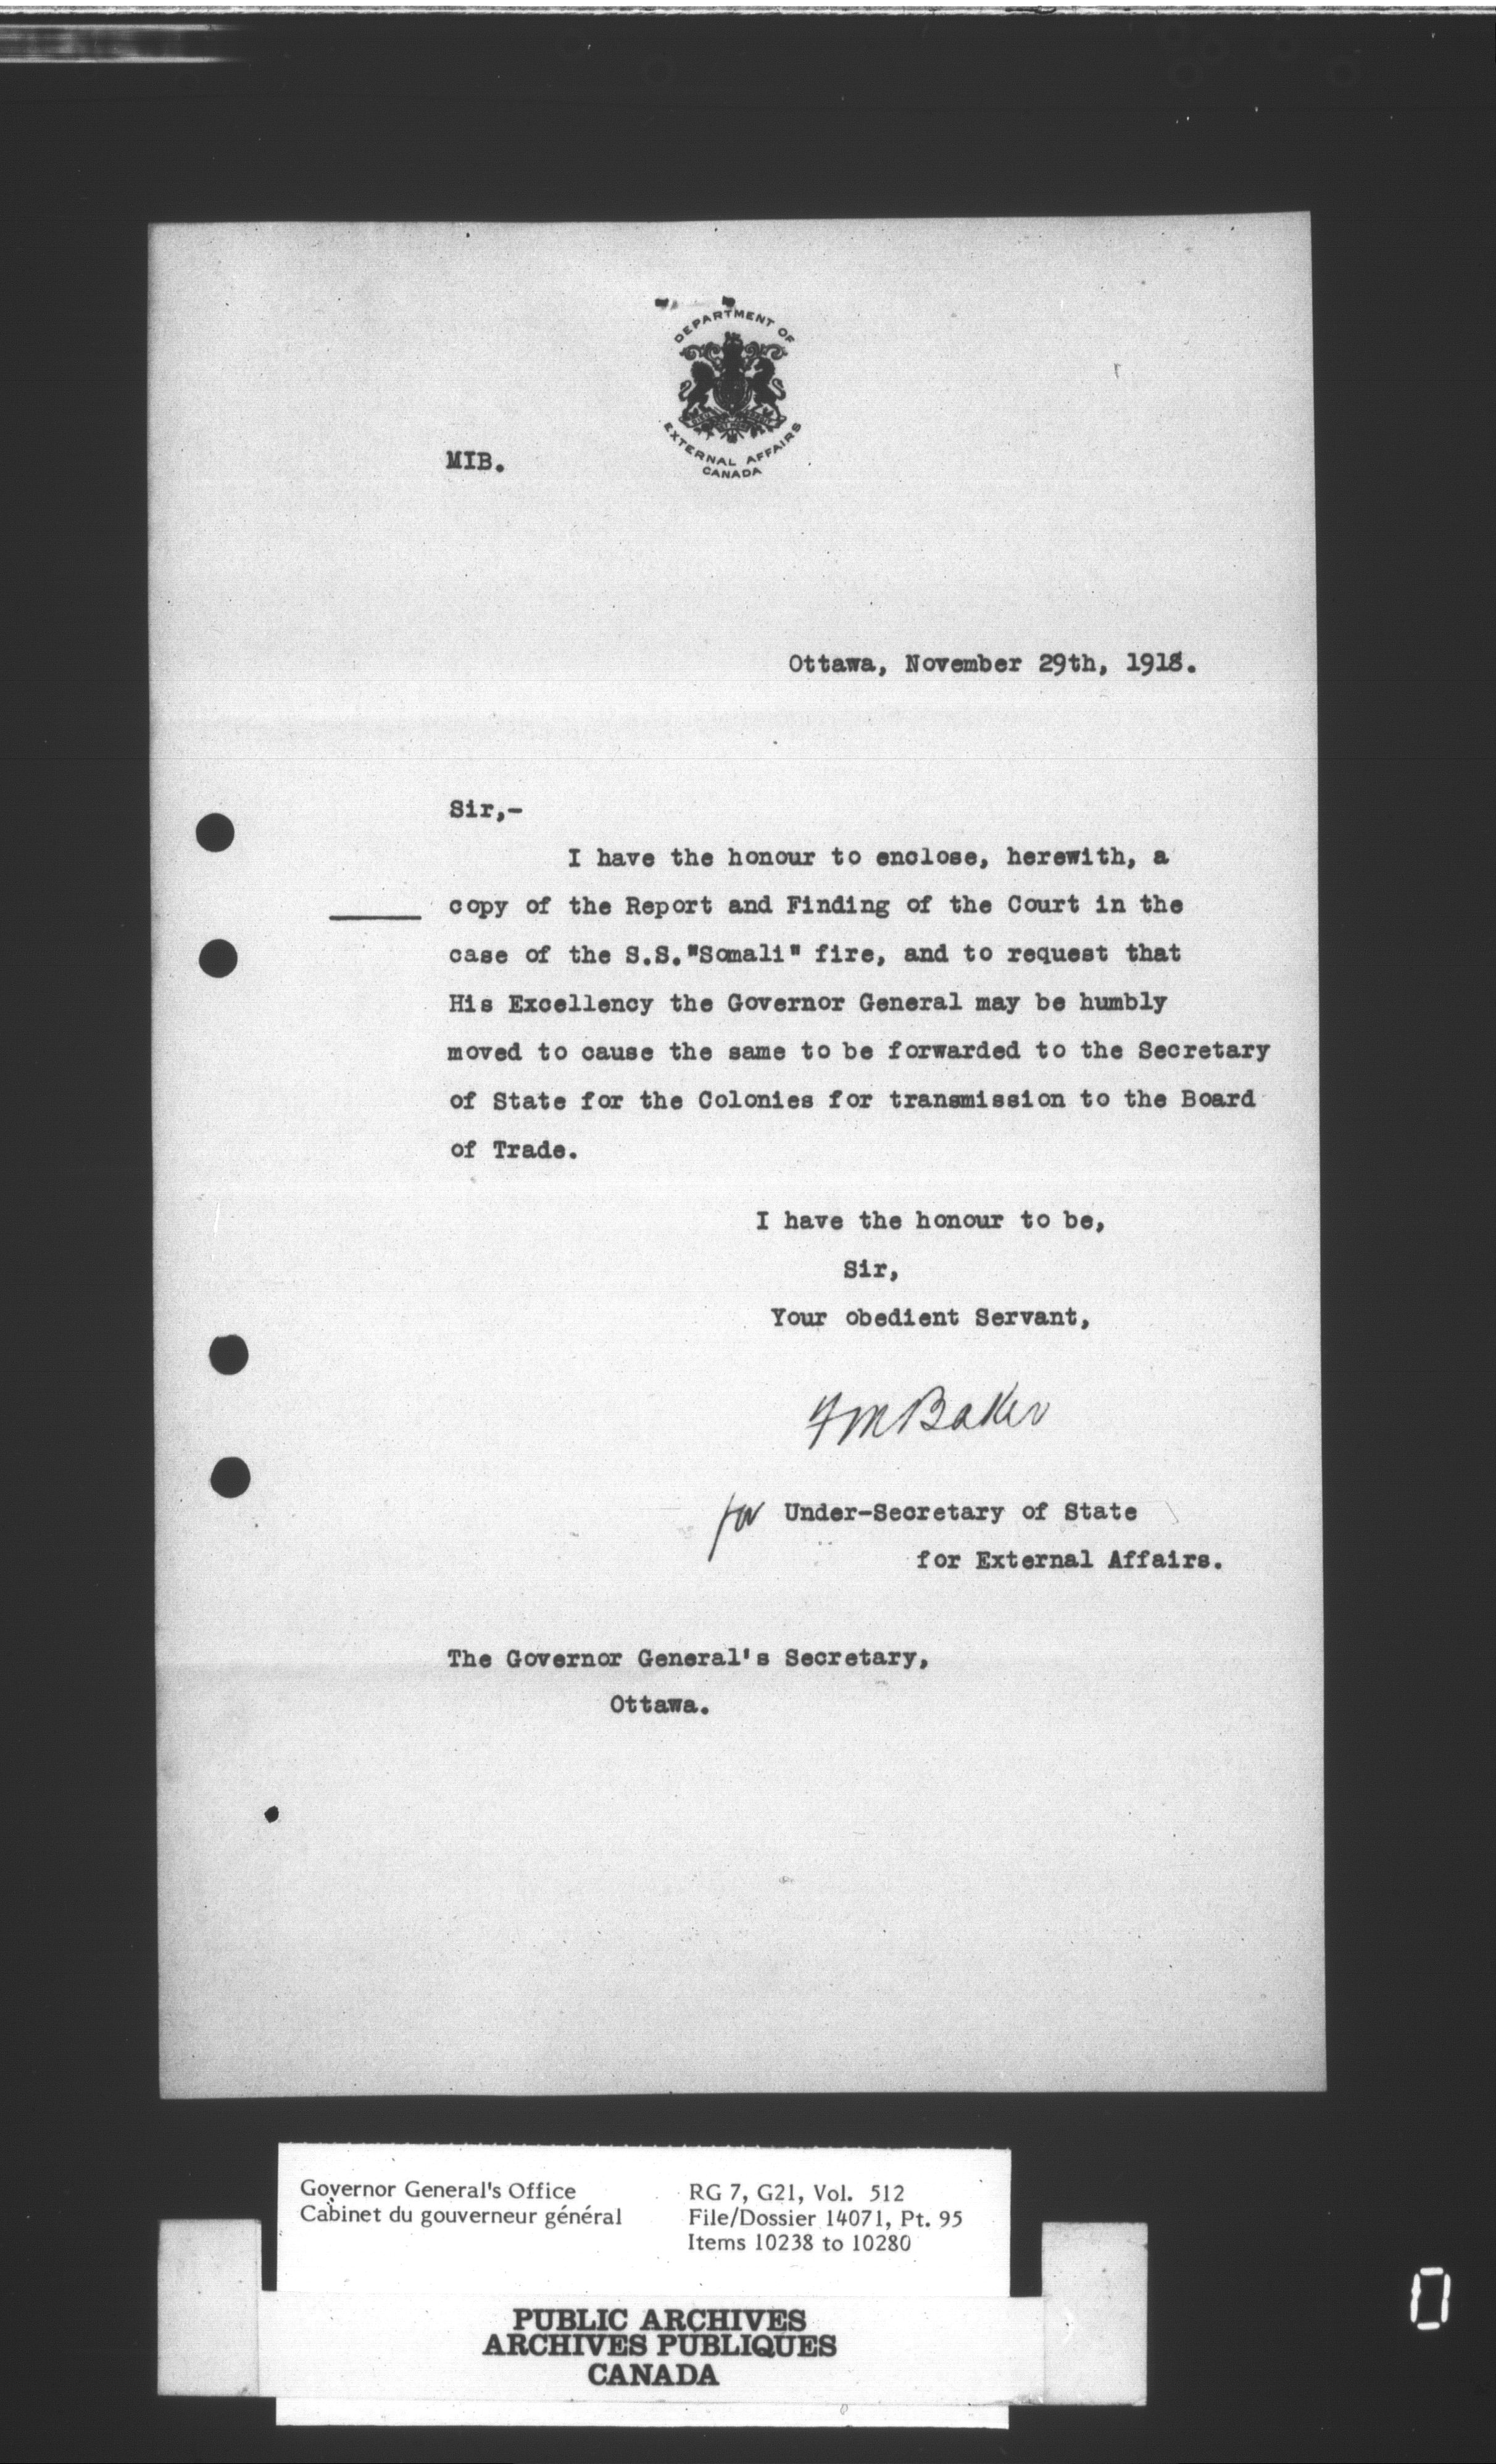 DEPARTMENT OF
EXTERNAL AFFAIRS
CANADA
MIB.
Ottawa, November 29th, 1918.
Sir,-
I have the honour to enclose, herewith, a
copy of the Report and Finding of the Court in the
case of the S.S."Somali" fire, and to request that
His Excellency the Governor General may be humbly
moved to cause the same to be forwarded to the Secretary
of State for the Colonies for transmission to the Board
of Trade.
I have the honour to be,
Sir,
Your obedient Servant,
FMBaker
for Under-Secretary of State
for External Affairs.
The Governor General's Secretary,
Ottawa.
Governor General's Office
Cabinet du gouverneur général
RG 7, G21, Vol. 512
File/Dossier 14071, Pt. 95
Items 10238 to 10280
PUBLIC ARCHIVES
ARCHIVES PUBLIQUES
CANADA
0